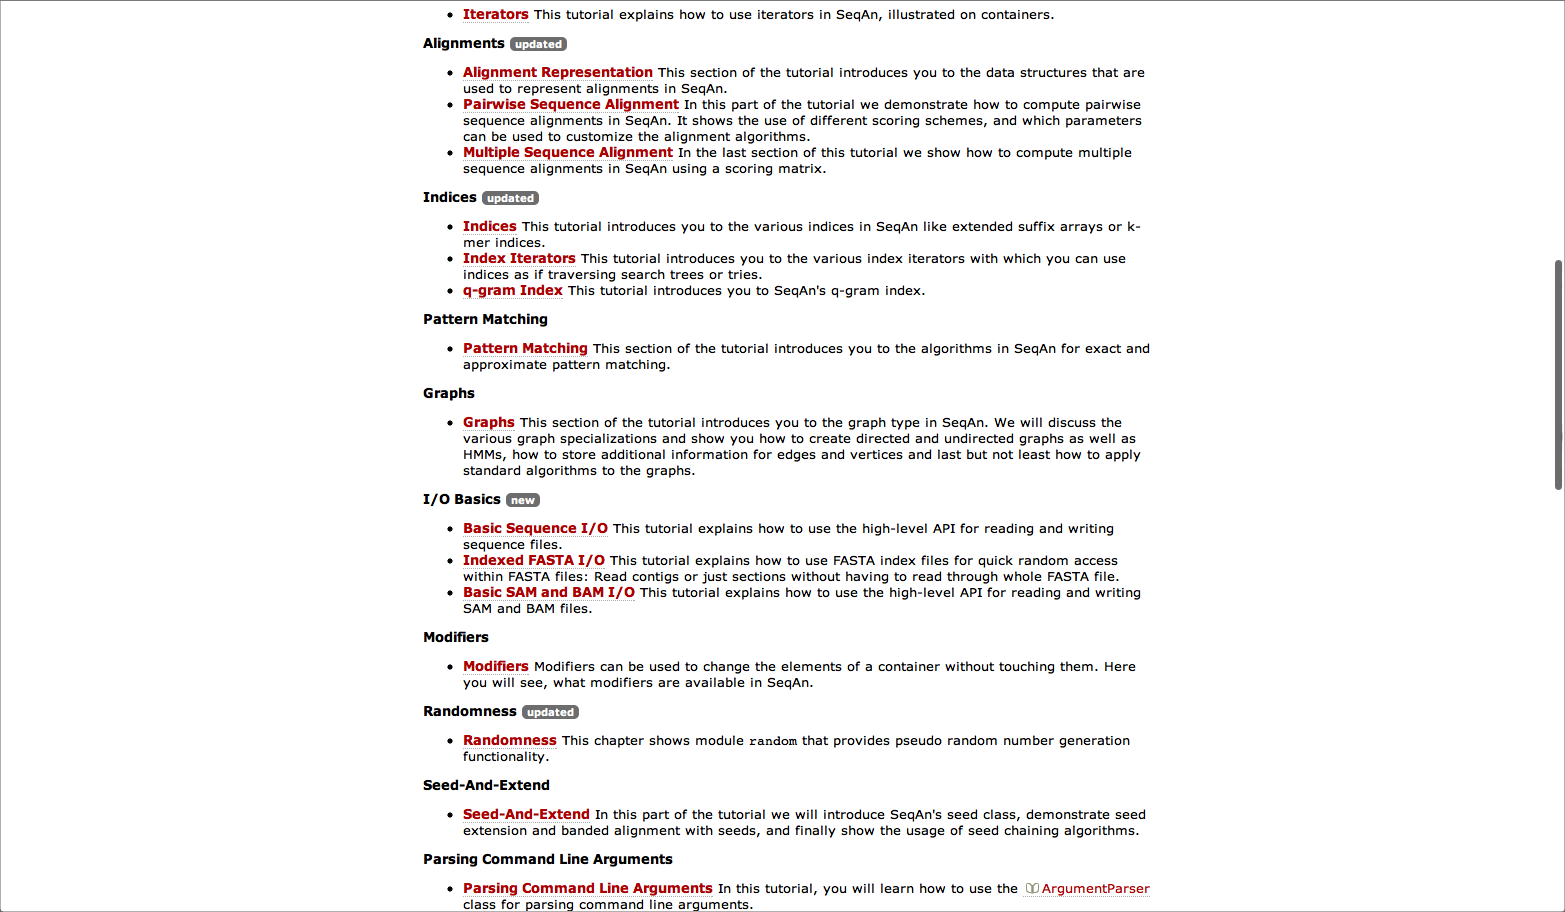 Iterators This tutorial explains how to use iterators in SeqAn, illustrated on containers.
Alignments updated
Alignment Representation This section of the tutorial introduces you to the data structures that are
used to represent alignments in SeqAn.
Pairwise Sequence Alignment In this part of the tutorial we demonstrate how to compute pairwise
sequence alignments in SeqAn. It shows the use of different scoring schemes, and which parameters
can be used to customize the alignment algorithms.
Multiple Sequence Alignment In the last section of this tutorial we show how to compute multiple
sequence alignments in SeqAn using a scoring matrix.
Indices updated
Indices This tutorial introduces you to the various indices in SeqAn like extended suffix arrays or k-
mer indices.
Index Iterators This tutorial introduces you to the various index iterators with which you can use
indices as if traversing search trees or tries.
q-gram Index This tutorial introduces you to SeqAn's q-gram index.
Pattern Matching
Pattern Matching This section of the tutorial introduces you to the algorithms in SeqAn for exact and
approximate pattern matching.
Graphs
Graphs This section of the tutorial introduces you to the graph type in SeqAn. We will discuss the
various graph specializations and show you how to create directed and undirected graphs as well as
HMMs, how to store additional information for edges and vertices and last but not least how to apply
standard algorithms to the graphs.
I/O Basics new
Basic Sequence I/O This tutorial explains how to use the high-level API for reading and writing
sequence files.
Indexed FASTA I/O This tutorial explains how to use FASTA index files for quick random access
within FASTA files: Read contigs or just sections without having to read through whole FASTA file.
Basic SAM and BAM I/O This tutorial explains how to use the high-level API for reading and writing
SAM and BAM files.
Modifiers
Modifiers Modifiers can be used to change the elements of a container without touching them. Here
you will see, what modifiers are available in SeqAn.
Randomness updated
Randomness This chapter shows module random that provides pseudo random number generation
functionality.
Seed-And-Extend
Seed-And-Extend In this part of the tutorial we will introduce SeqAn's seed class, demonstrate seed
extension and banded alignment with seeds, and finally show the usage of seed chaining algorithms.
Parsing Command Line Arguments
Parsing Command Line Arguments In this tutorial, you will learn how to use the ArgumentParser
class for parsing command line arguments.